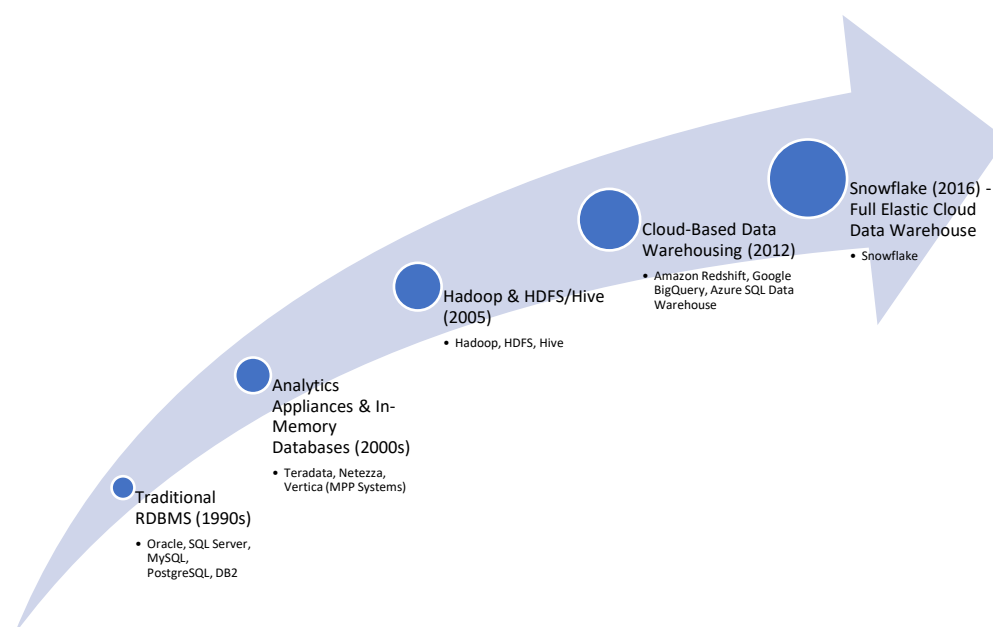 Traditional
RDBMS (1990s)
• Oracle, SQL Server,
MySQL,
PostgreSQL, DB2
Analytics
Appliances & In-
Memory
Databases (2000s)
• Teradata, Netezza,
Vertica (MPP Systems)
Hadoop & HDFS/Hive
(2005)
• Hadoop, HDFS, Hive
Cloud-Based Data
Warehousing (2012)
• Amazon Redshift, Google
BigQuery, Azure SQL Data
Warehouse
Snowflake (2016) -
Full Elastic Cloud
Data Warehouse
• Snowflake